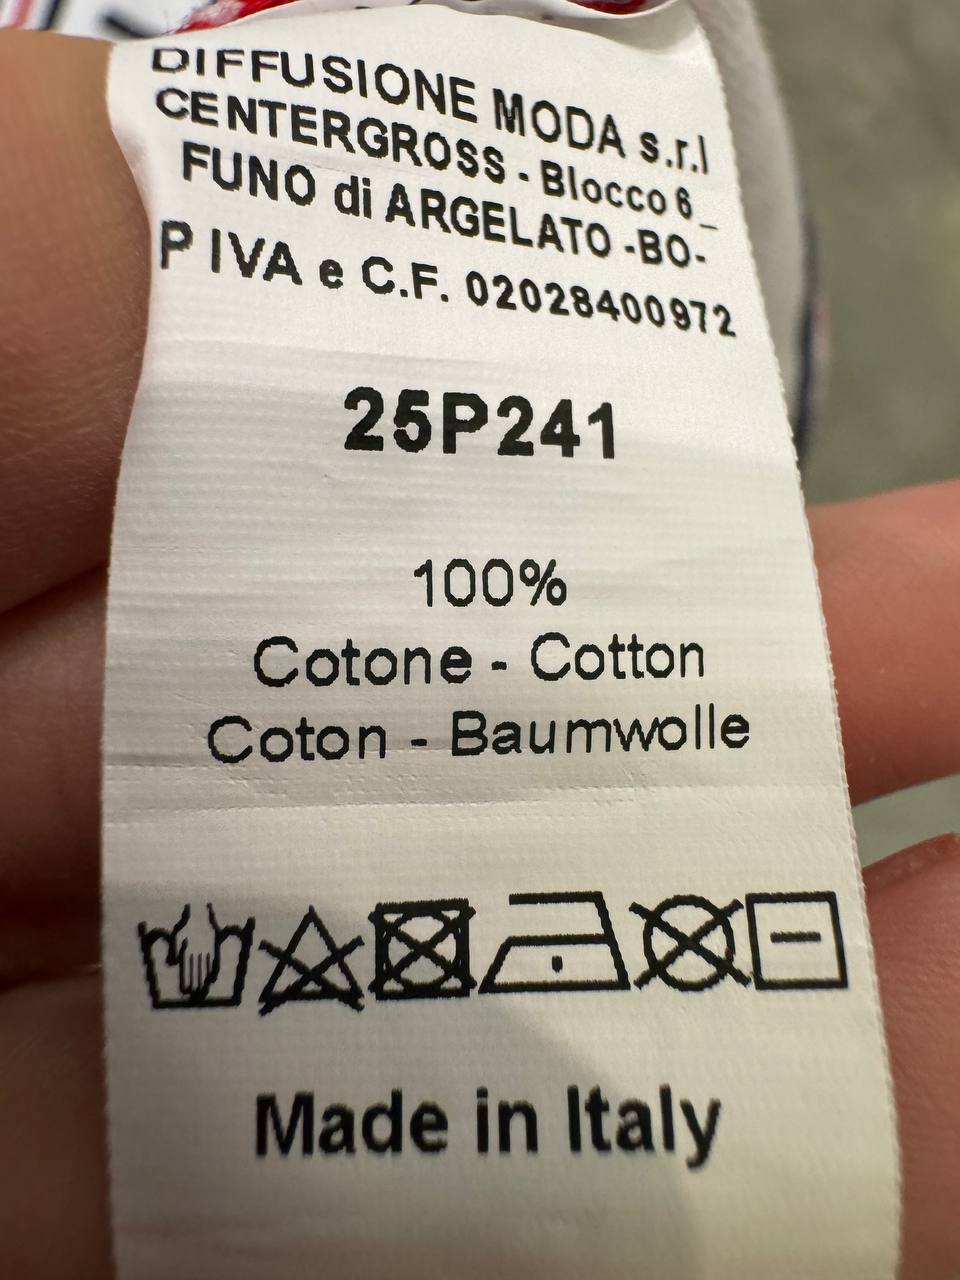 DIFFUSIONE MODA s.r.l
CENTERGROSS - Blocco 6_
FUNO di ARGELATO -BO-
P IVA e C.F. 02028400972
25P241
100%
Cotone - Cotton
Coton - Baumwolle
Made in Italy